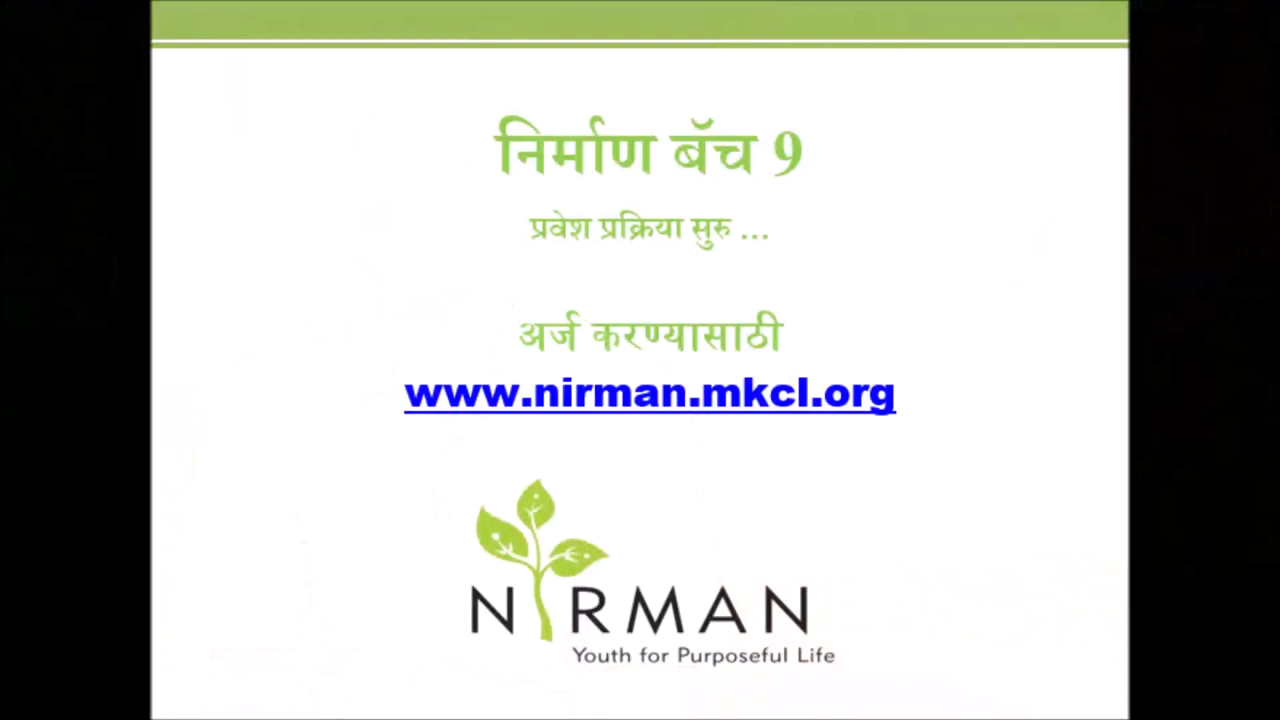 निर्माण बॅच 9
प्रवेश प्रक्रिया सुरु ...
अर्ज करण्यासाठी
www.nirman.mkcl.org
NIRMAN
Youth for Purposeful Life